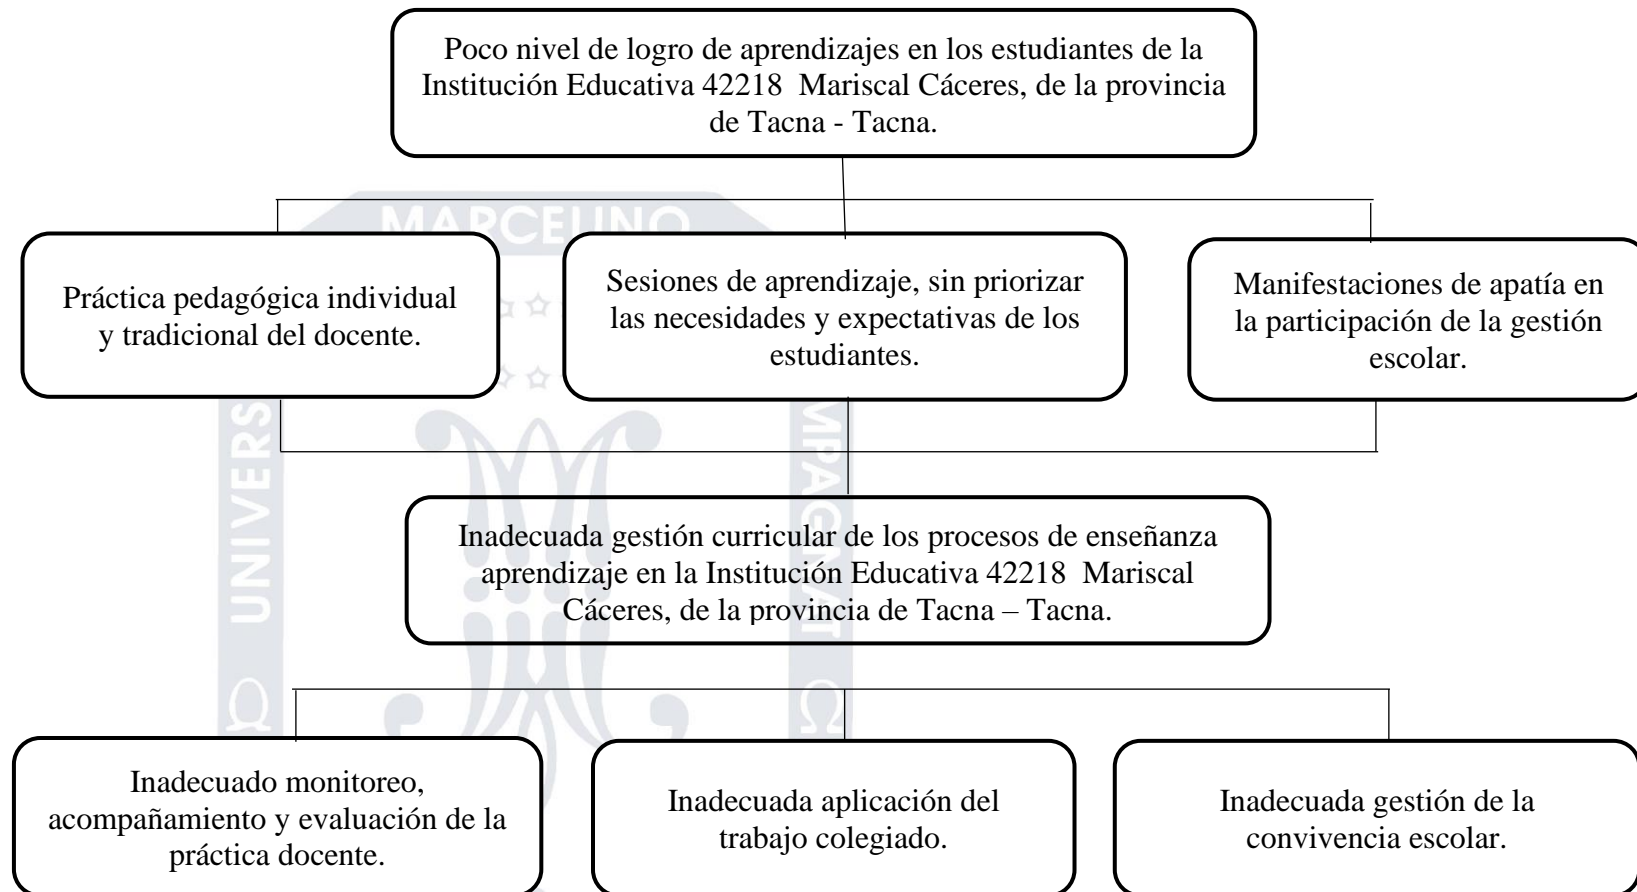 Poco nivel de logro de aprendizajes en los estudiantes de la
Institución Educativa 42218 Mariscal Cáceres, de la provincia
de Tacna - Tacna.
MARCELINO
Práctica pedagógica individual
y tradicional del docente.
Sesiones de aprendizaje, sin priorizar
las necesidades y expectativas de los
estudiantes.
Manifestaciones de apatía en
la participación de la gestión
escolar.
UNIVERS
MPAGNAT
Inadecuada gestión curricular de los procesos de enseñanza
aprendizaje en la Institución Educativa 42218 Mariscal
Cáceres, de la provincia de Tacna – Tacna.
Inadecuado monitoreo,
acompañamiento y evaluación de la
práctica docente.
Inadecuada aplicación del
trabajo colegiado.
Inadecuada gestión de la
convivencia escolar.